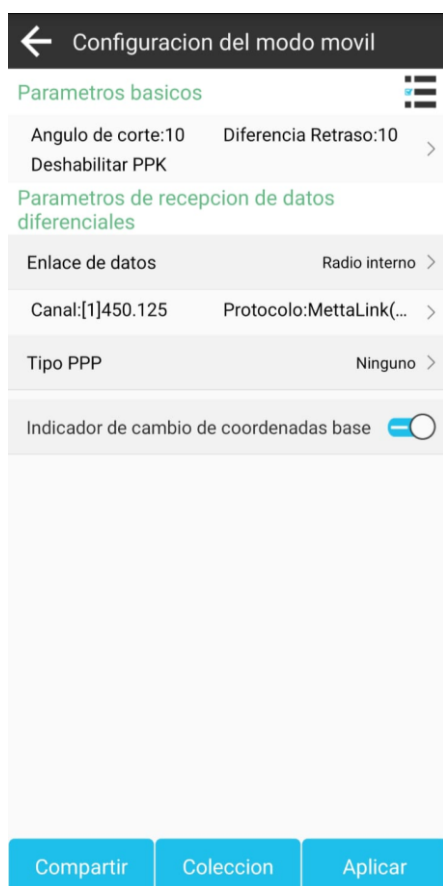 Configuracion del modo movil
Parametros basicos
Angulo de corte:10 Diferencia Retraso:10
Deshabilitar PPK
Parametros de recepcion de datos
diferenciales
Enlace de datos Radio interno
Canal:[1]450.125 Protocolo:MettaLink(...
Tipo PPP Ninguno
Indicador de cambio de coordenadas base
Compartir Coleccion Aplicar